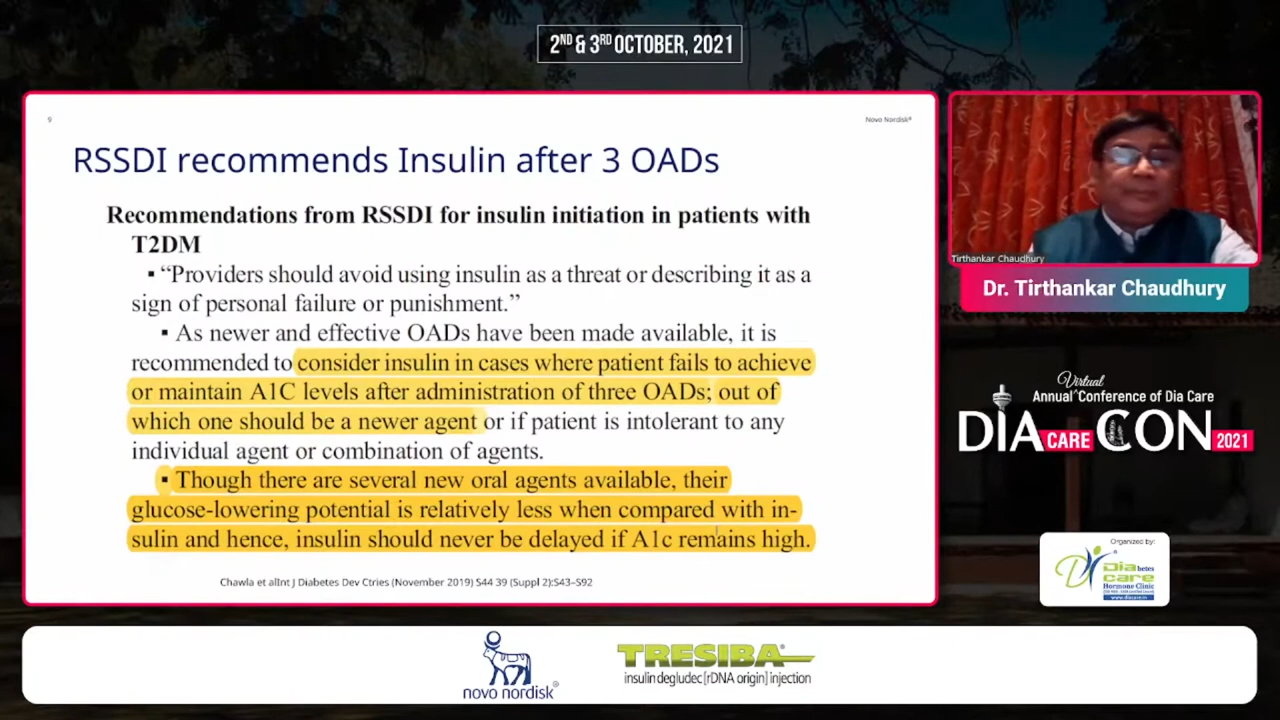 2ND & 3RD OCTOBER, 2021
9
Novo Nordisk®
RSSDI recommends Insulin after 3 OADs
Recommendations from RSSDI for insulin initiation in patients with
T2DM
▪ “Providers should avoid using insulin as a threat or describing it as a
sign of personal failure or punishment.”
▪ As newer and effective OADs have been made available, it is
recommended to consider insulin in cases where patient fails to achieve
or maintain A1C levels after administration of three OADs; out of
which one should be a newer agent or if patient is intolerant to any
individual agent or combination of agents.
▪ Though there are several new oral agents available, their
glucose-lowering potential is relatively less when compared with in-
sulin and hence, insulin should never be delayed if A1c remains high.
Chawla et alInt J Diabetes Dev Ctries (November 2019) S44 39 (Suppl 2):S43–S92
Tirthankar Chaudhury
Dr. Tirthankar Chaudhury
Virtual
Annual^Conference of Dia Care
DIA CARE CON 2021
Organized by:
Diabetes
care
Hormone Clinic
www.diacare.in
novo nordisk®
TRESIBA®
insulin degludec [rDNA origin] injection